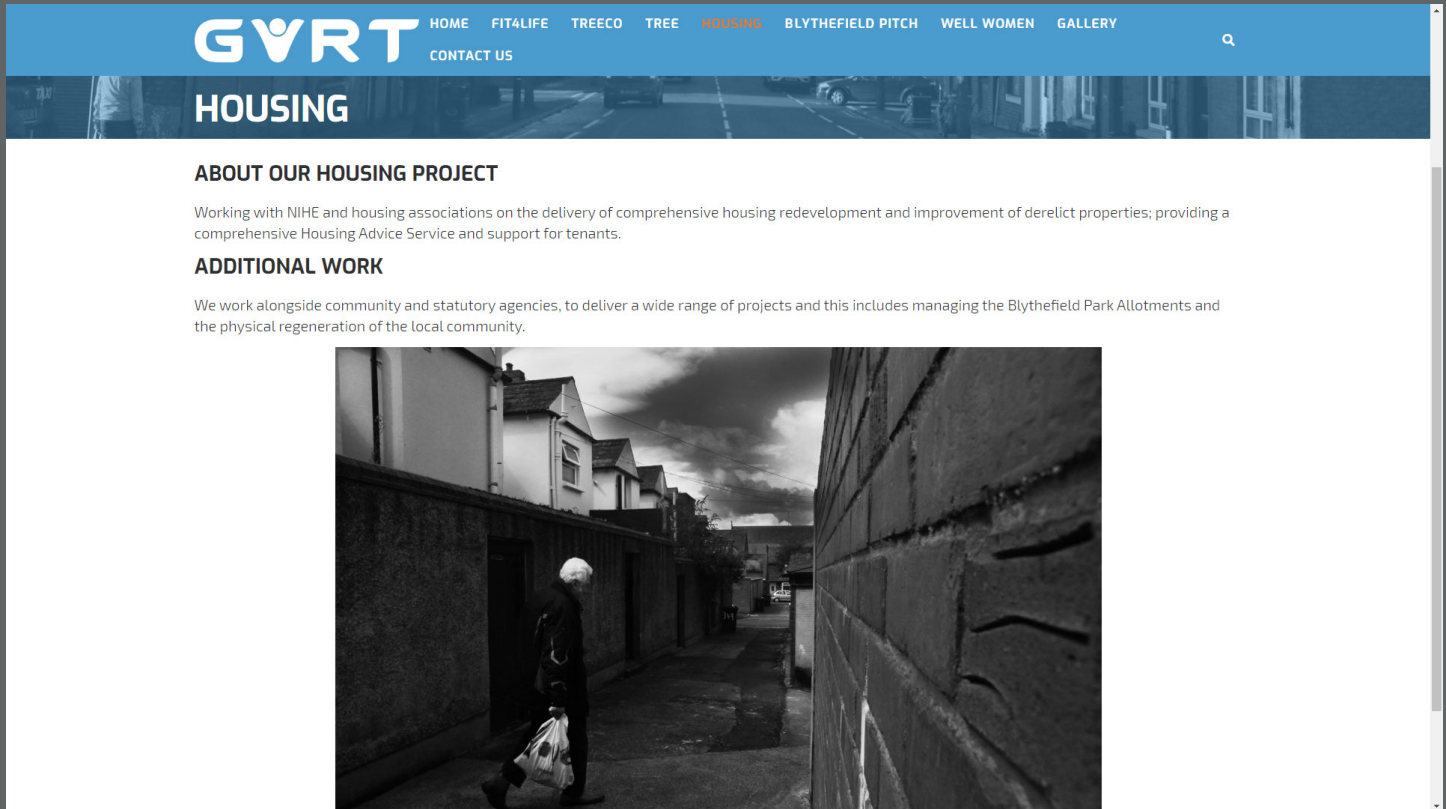 GVRT
HOME FIT4LIFE TREECO TREE HOUSING BLYTHEFIELD PITCH WELL WOMEN GALLERY
CONTACT US
HOUSING
ABOUT OUR HOUSING PROJECT
Working with NIHE and housing associations on the delivery of comprehensive housing redevelopment and improvement of derelict properties; providing a
comprehensive Housing Advice Service and support for tenants.
ADDITIONAL WORK
We work alongside community and statutory agencies, to deliver a wide range of projects and this includes managing the Blythefield Park Allotments and
the physical regeneration of the local community.